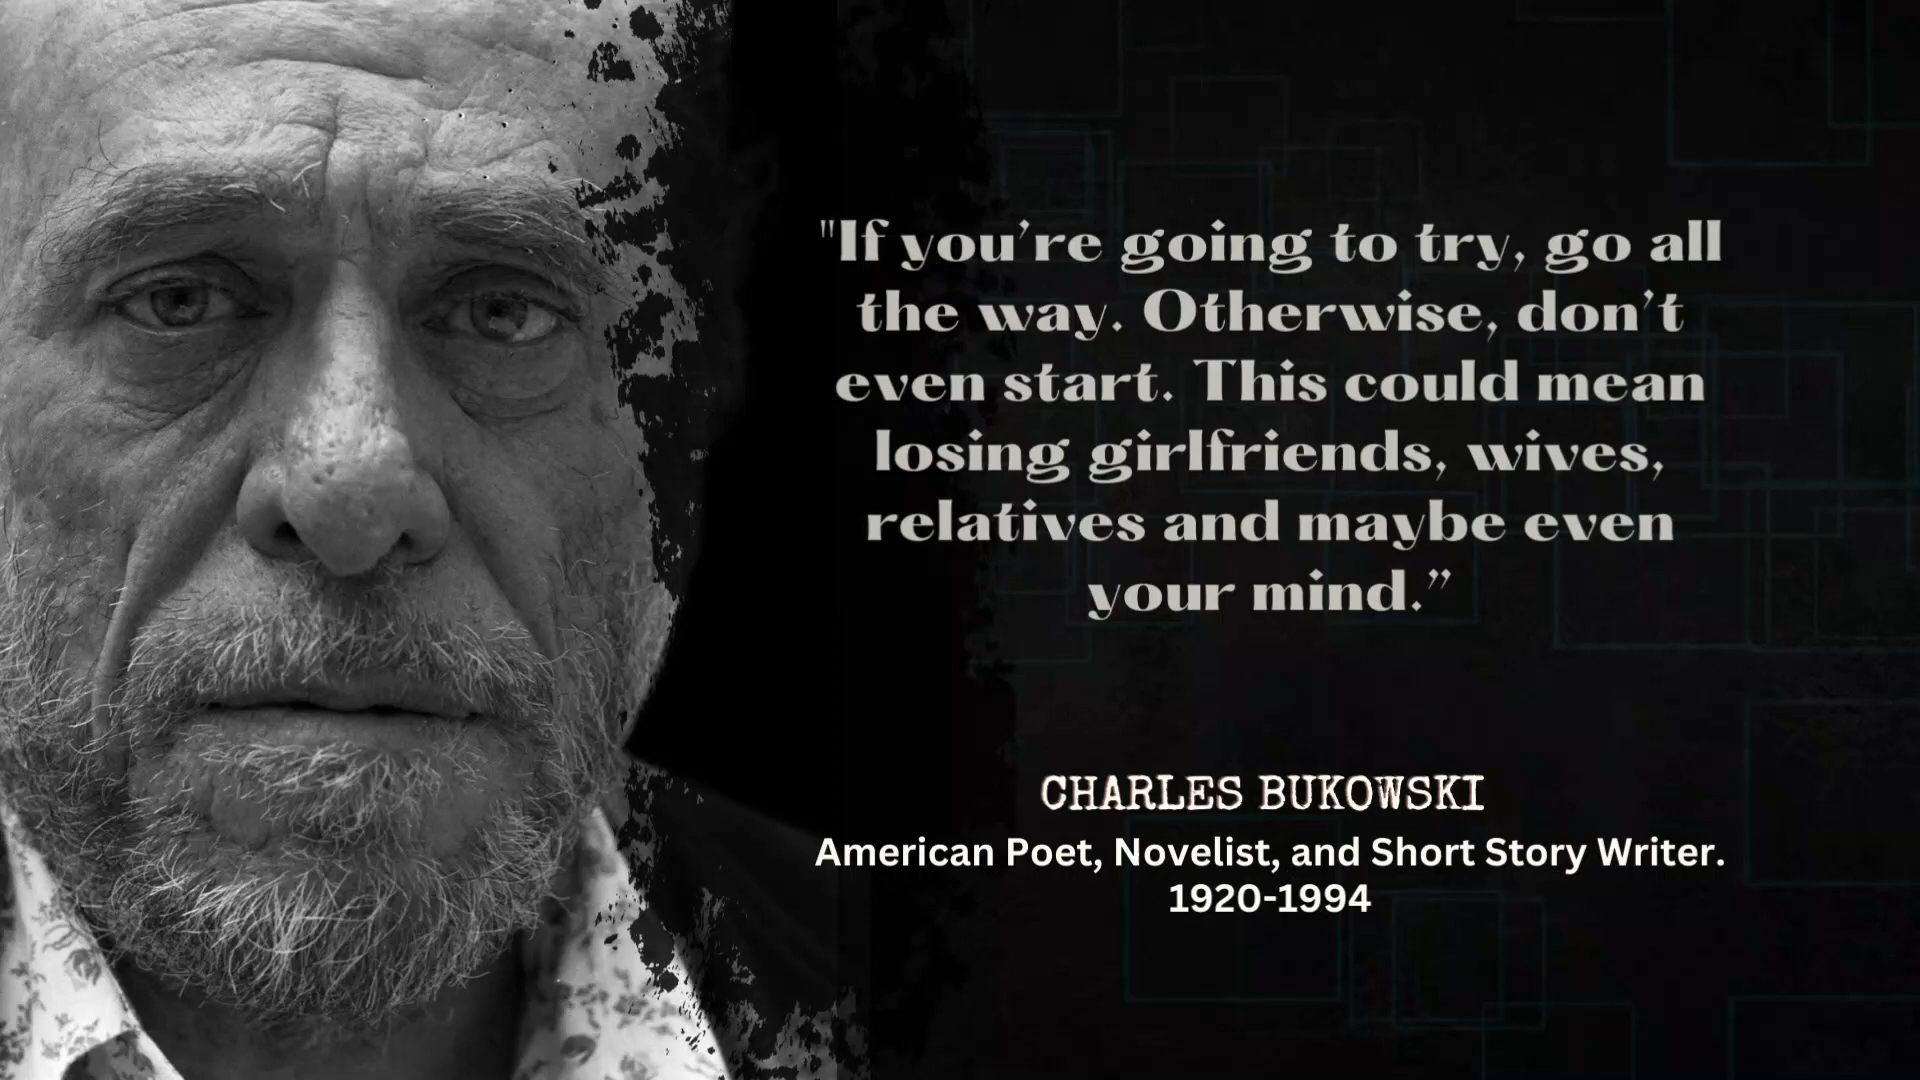 "If you’re going to try, go all
the way. Otherwise, don’t
even start. This could mean
losing girlfriends, wives,
relatives and maybe even
your mind.”
CHARLES BUKOWSKI
American Poet, Novelist, and Short Story Writer.
1920-1994